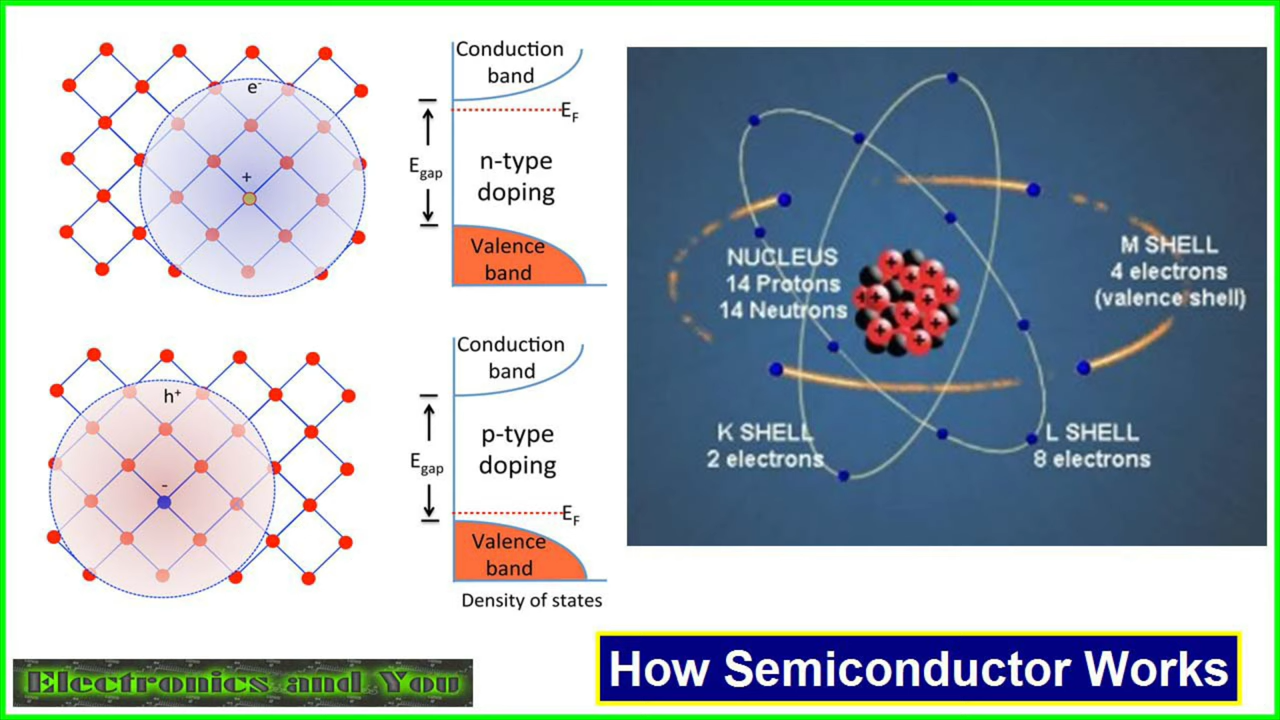 e⁻
+
Conduction
band
E_F
E_gap
n-type
doping
Valence
band
h⁺
-
Conduction
band
E_gap
p-type
doping
E_F
Valence
band
Density of states
NUCLEUS
14 Protons
14 Neutrons
M SHELL
4 electrons
(valence shell)
+ + + + + + + + + +
K SHELL
2 electrons
L SHELL
8 electrons
Electronics and You
How Semiconductor Works